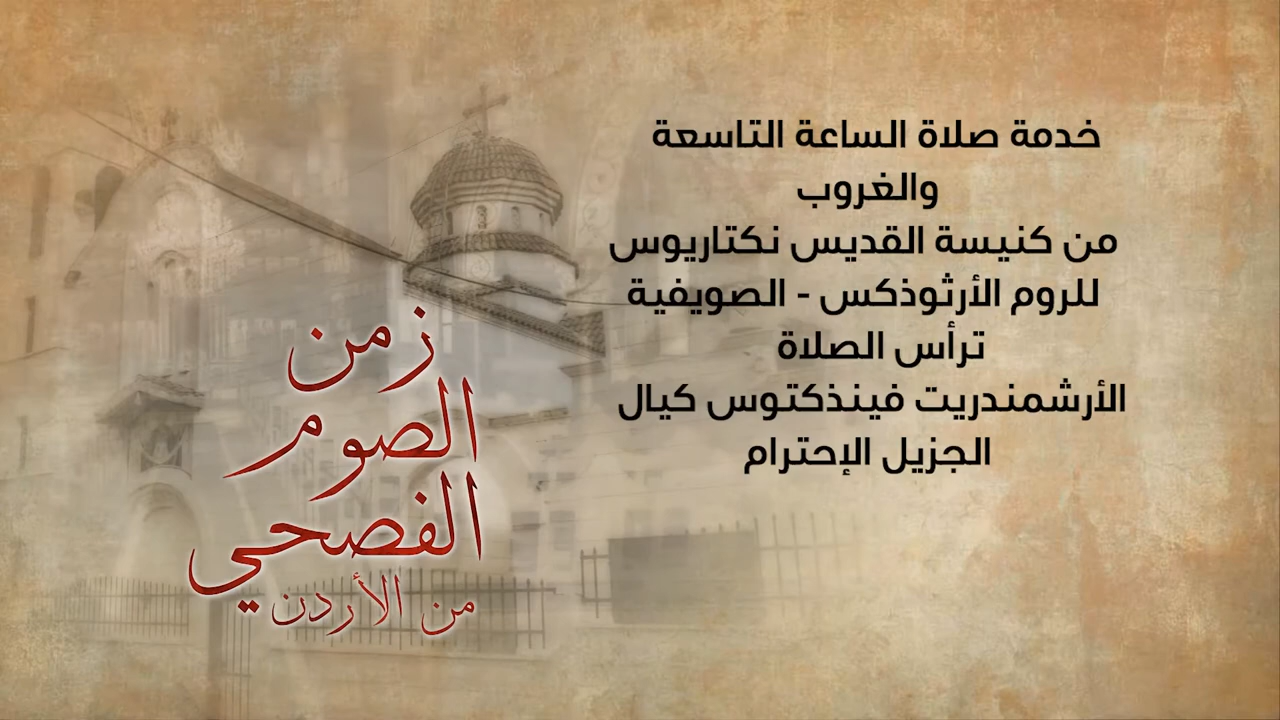 خدمة صلاة الساعة التاسعة
والغروب
من كنيسة القديس نكتاريوس
للروم الأرثوذكس - الصويفية
ترأس الصلاة
الأرشمندريت فينذكتوس كيال
الجزيل الإحترام
زمن
الصوم
الفصحي
من الأردن